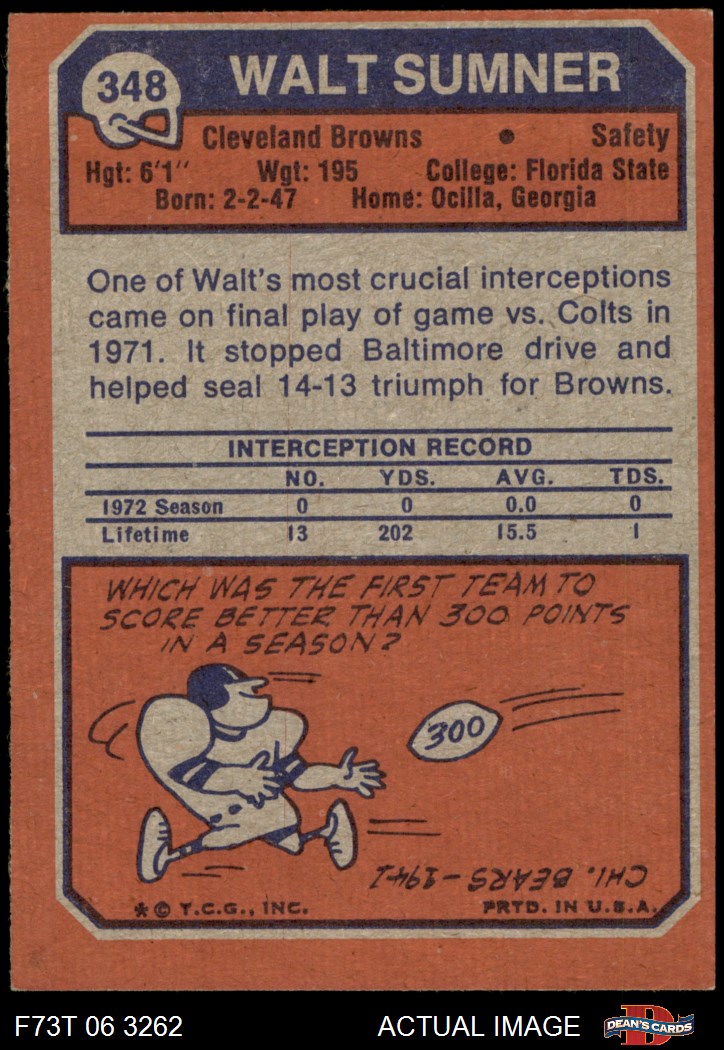 348
WALT SUMNER
Cleveland Browns • Safety
Hgt: 6'1" Wgt: 195 College: Florida State
Born: 2-2-47 Home: Ocilla, Georgia
One of Walt's most crucial interceptions
came on final play of game vs. Colts in
1971. It stopped Baltimore drive and
helped seal 14-13 triumph for Browns.
INTERCEPTION RECORD
NO. YDS. AVG. TDS.
1972 Season 0 0 0.0 0
Lifetime 13 202 15.5 1
WHICH WAS THE FIRST TEAM TO
SCORE BETTER THAN 300 POINTS
IN A SEASON?
300
CHI. BEARS-1941
* © T.C.G., INC. PRTD. IN U.S.A.
F73T 06 3262 ACTUAL IMAGE
D
DEAN'S CARDS